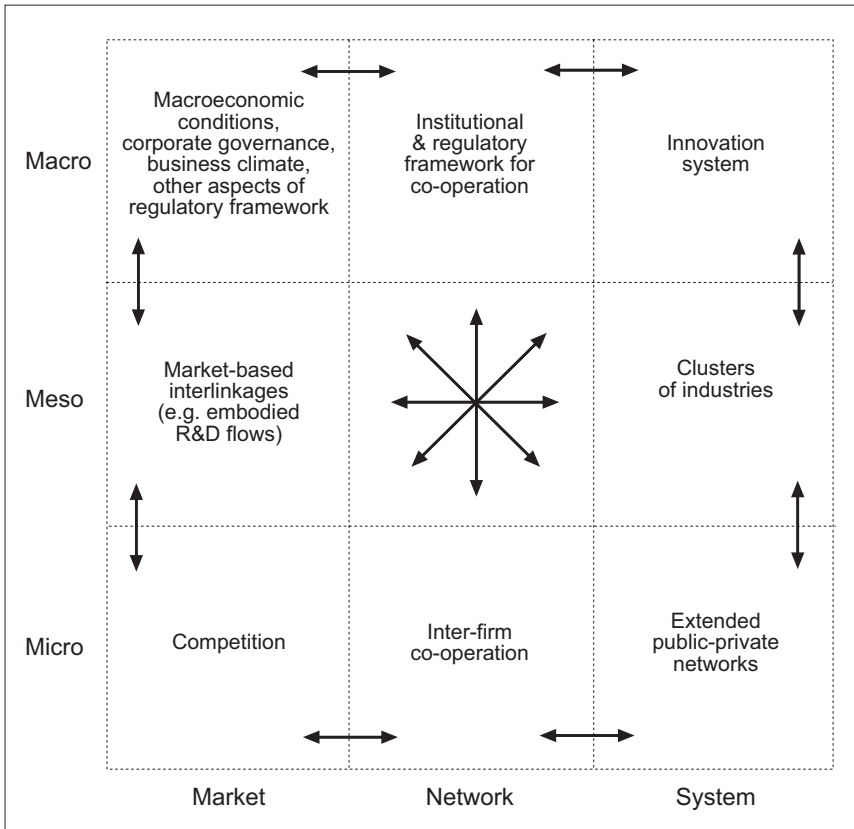 Macro
Macroeconomic
conditions,
corporate governance,
business climate,
other aspects of
regulatory framework
Institutional
& regulatory
framework for
co-operation
Innovation
system
Meso
Market-based
interlinkages
(e.g. embodied
R&D flows)
Clusters
of industries
Micro
Competition
Inter-firm
co-operation
Extended
public-private
networks
Market
Network
System